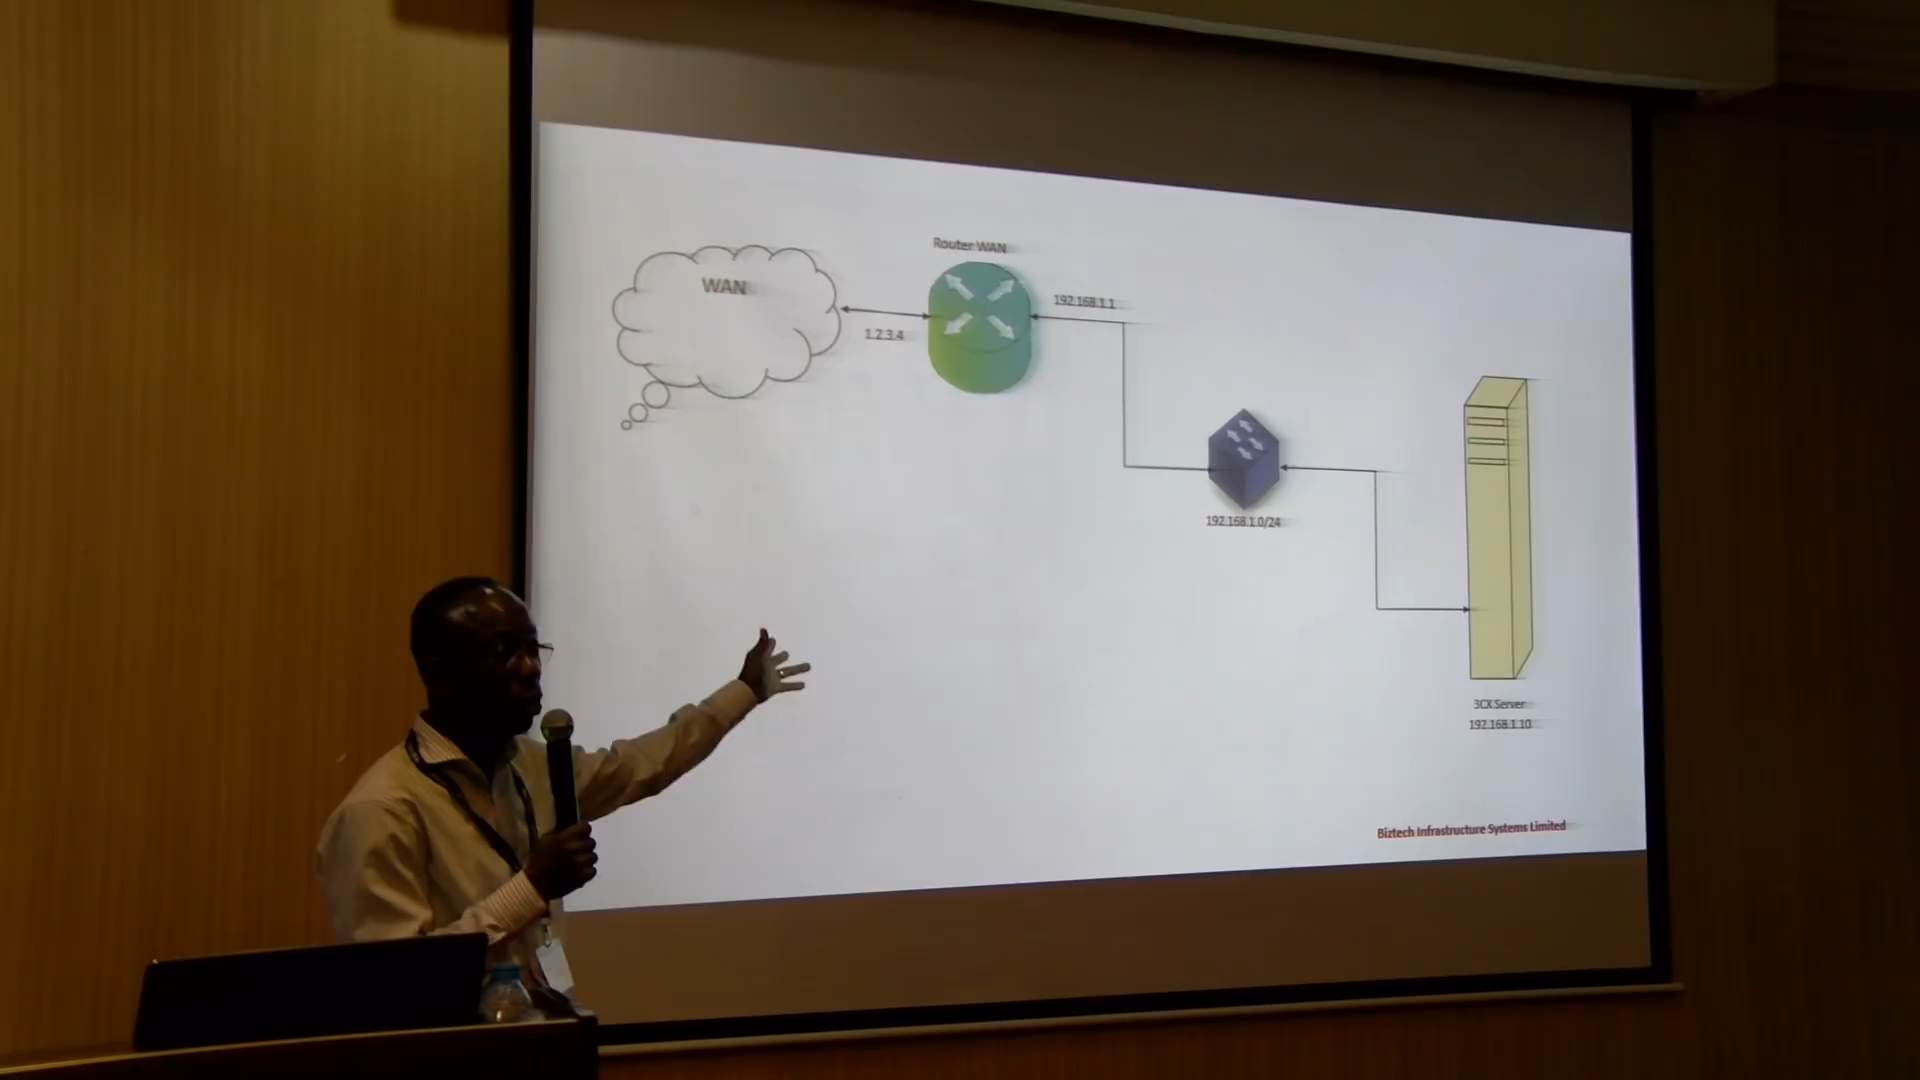 Router WAN
WAN
192.168.1.1
1.2.3.4
192.168.1.0/24
3CX Server
192.168.1.10
Biztech Infrastructure Systems Limited